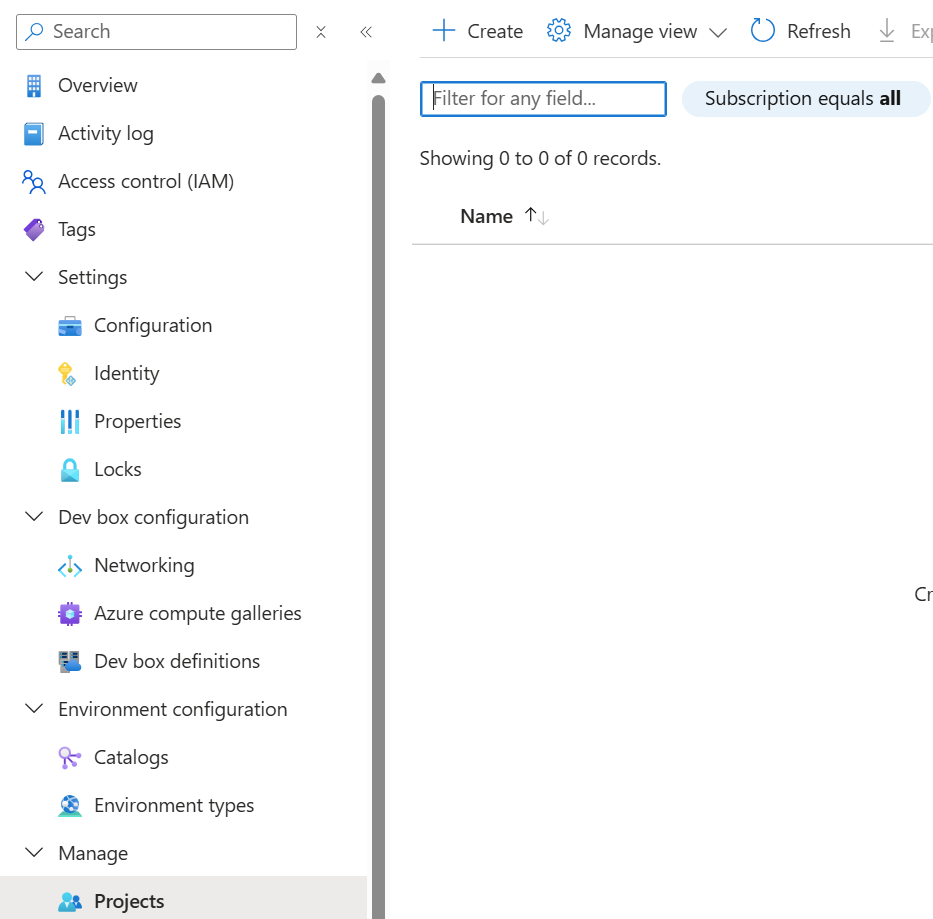 Search
Overview
Activity log
Access control (IAM)
Tags
Settings
Configuration
Identity
Properties
Locks
Dev box configuration
Networking
Azure compute galleries
Dev box definitions
Environment configuration
Catalogs
Environment types
Manage
Projects
Create Manage view Refresh Exp
Filter for any field... Subscription equals all
Showing 0 to 0 of 0 records.
Name
Cr